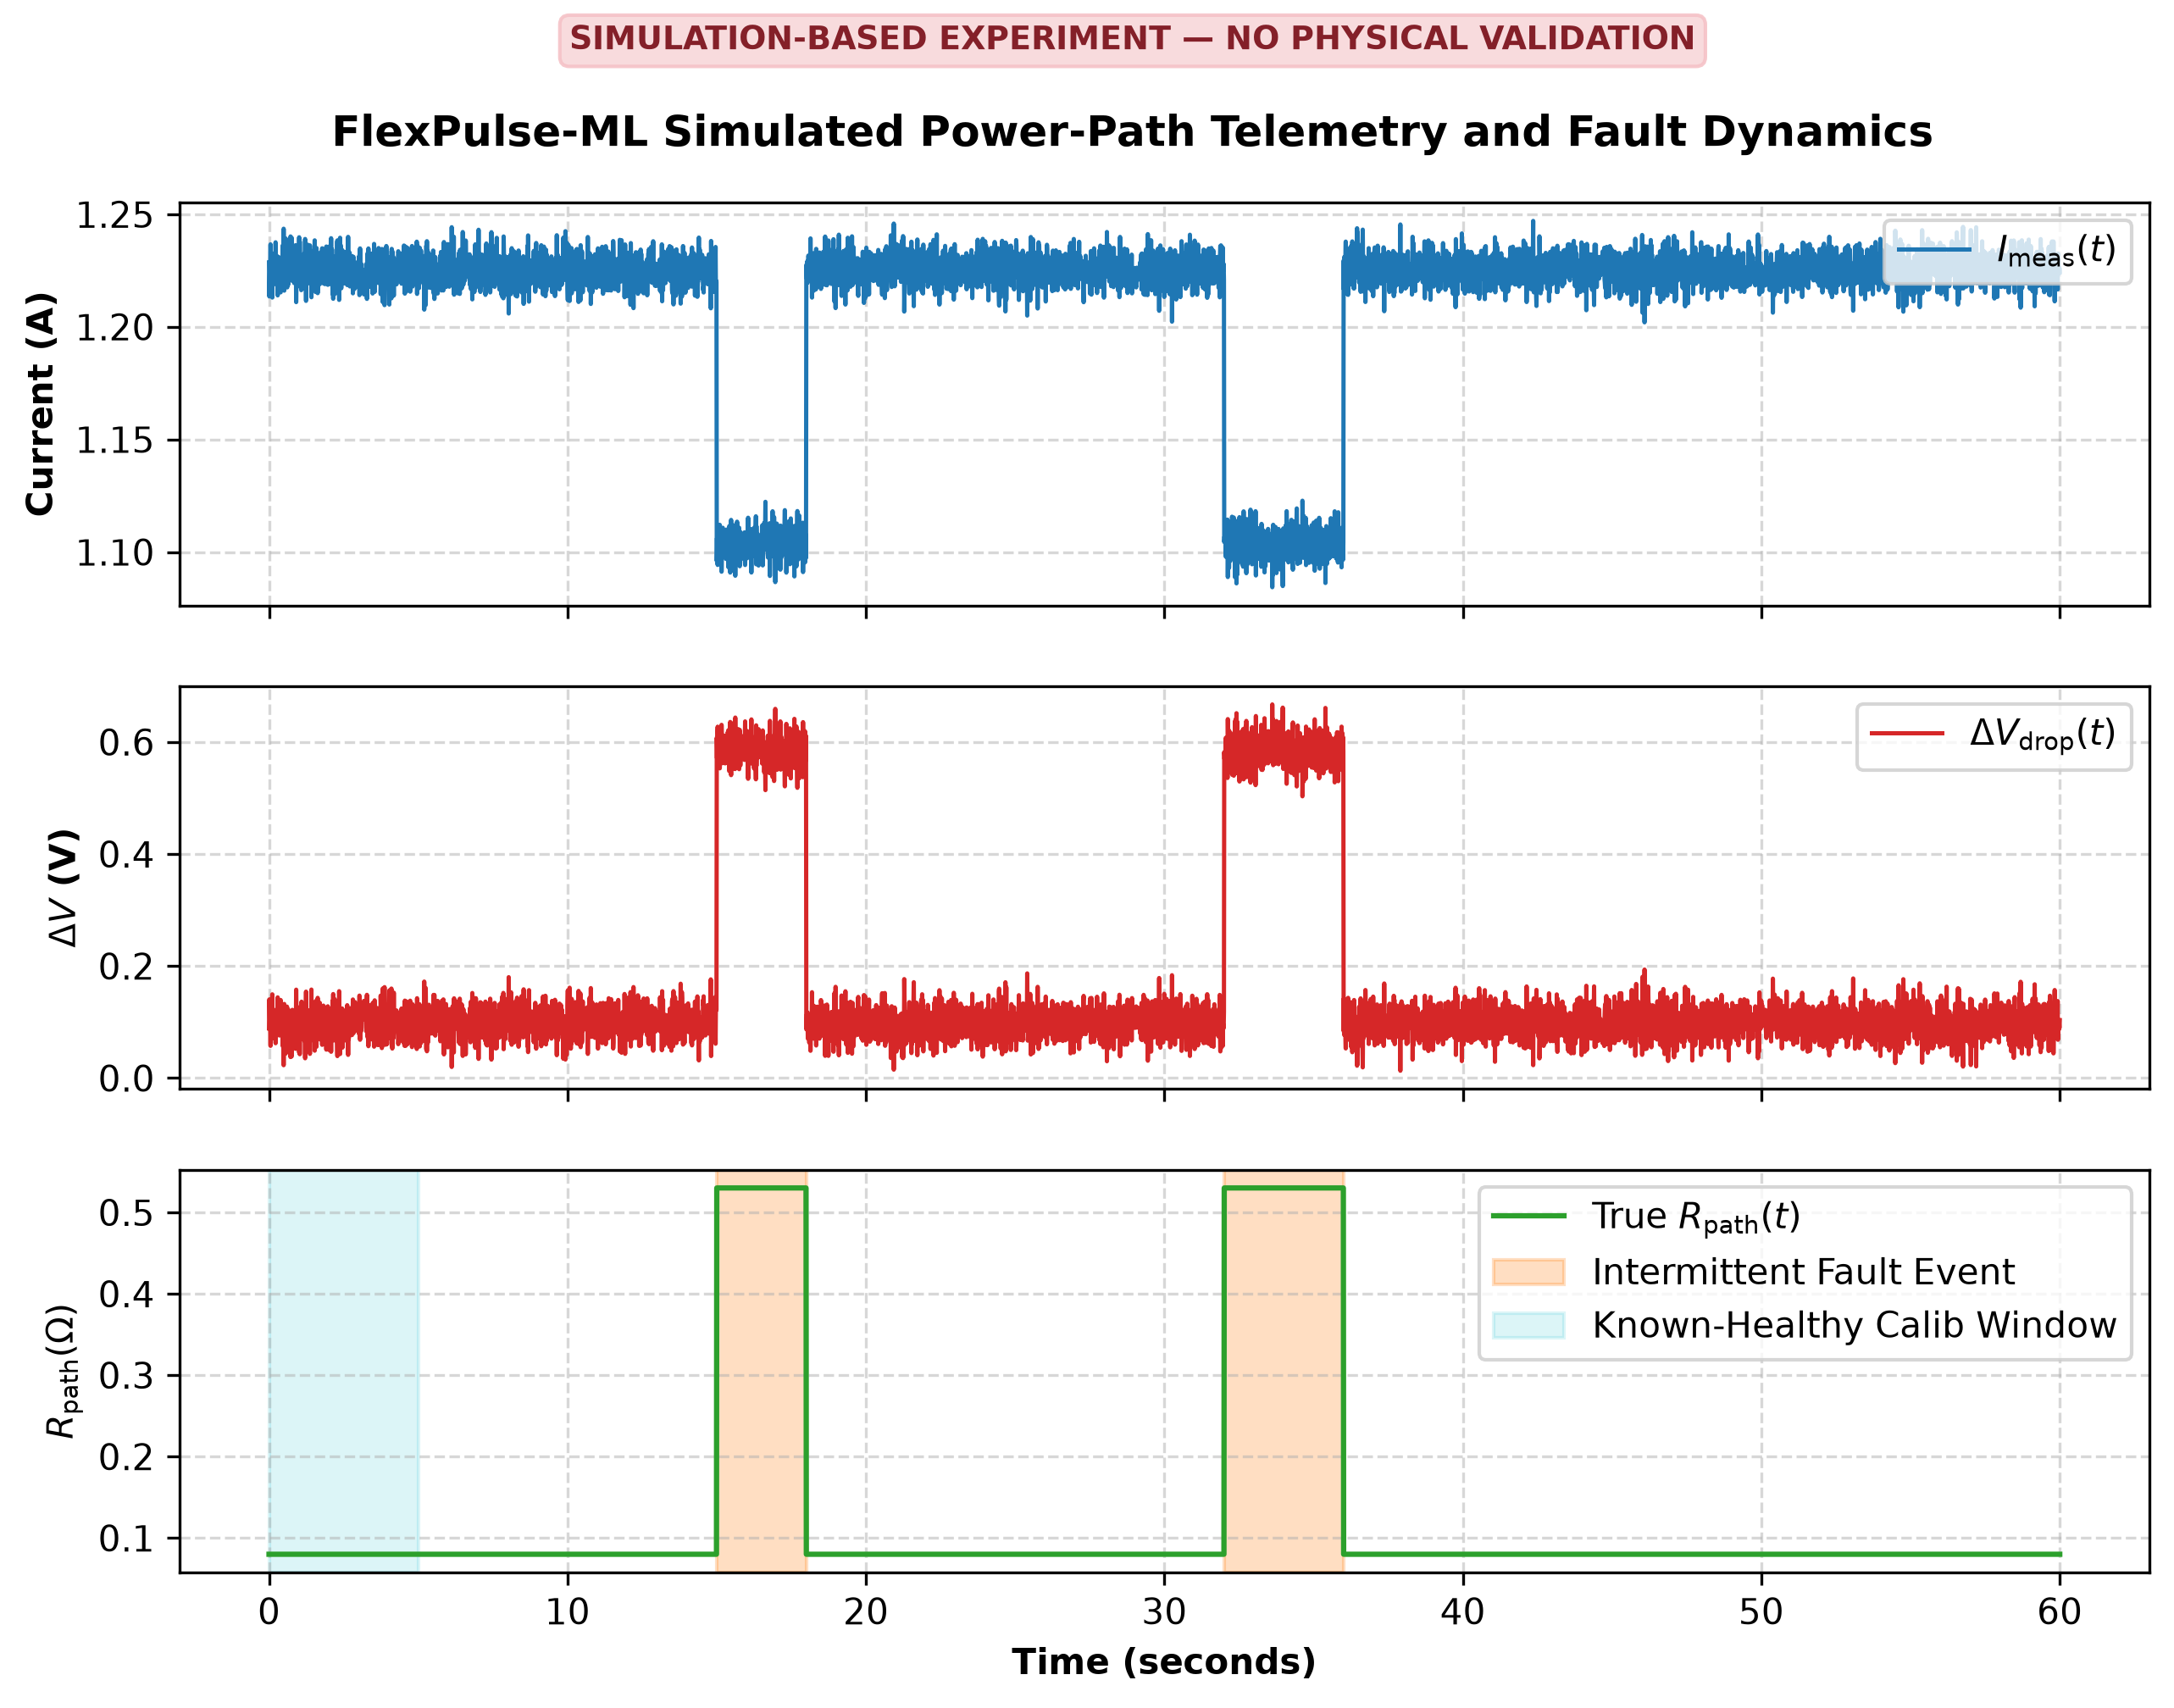 SIMULATION-BASED EXPERIMENT — NO PHYSICAL VALIDATION
FlexPulse-ML Simulated Power-Path Telemetry and Fault Dynamics
Current (A)
1.25
1.20
1.15
1.10
I_meas(t)
ΔV (V)
0.6
0.4
0.2
0.0
ΔV_drop(t)
R_path(Ω)
0.5
0.4
0.3
0.2
0.1
True R_path(t)
Intermittent Fault Event
Known-Healthy Calib Window
0 10 20 30 40 50 60
Time (seconds)